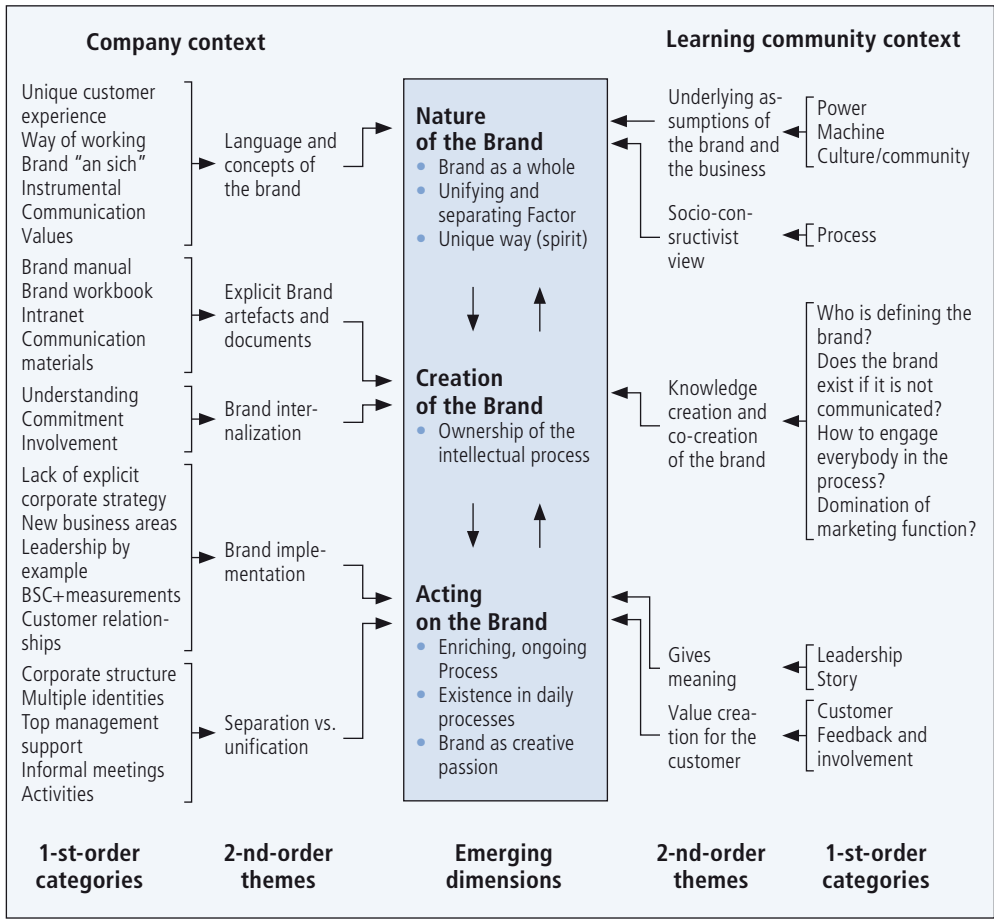 Company context
Learning community context
Unique customer
experience
Way of working
Brand “an sich”
Instrumental
Communication
Values
Language and
concepts of
the brand
Brand manual
Brand workbook
Intranet
Communication
materials
Explicit Brand
artefacts and
documents
Understanding
Commitment
Involvement
Brand inter-
nalization
Lack of explicit
corporate strategy
New business areas
Leadership by
example
BSC+measurements
Customer relation-
ships
Brand imple-
mentation
Corporate structure
Multiple identities
Top management
support
Informal meetings
Activities
Separation vs.
unification
Nature
of the Brand
• Brand as a whole
• Unifying and
separating Factor
• Unique way (spirit)
Creation
of the Brand
• Ownership of the
intellectual process
Acting
on the Brand
• Enriching, ongoing
Process
• Existence in daily
processes
• Brand as creative
passion
Underlying as-
sumptions of
the brand and
the business
Power
Machine
Culture/community
Socio-con-
sructivist
view
Process
Knowledge
creation and
co-creation
of the brand
Who is defining the
brand?
Does the brand
exist if it is not
communicated?
How to engage
everybody in the
process?
Domination of
marketing function?
Gives
meaning
Leadership
Story
Value crea-
tion for the
customer
Customer
Feedback and
involvement
1-st-order
categories
2-nd-order
themes
Emerging
dimensions
2-nd-order
themes
1-st-order
categories